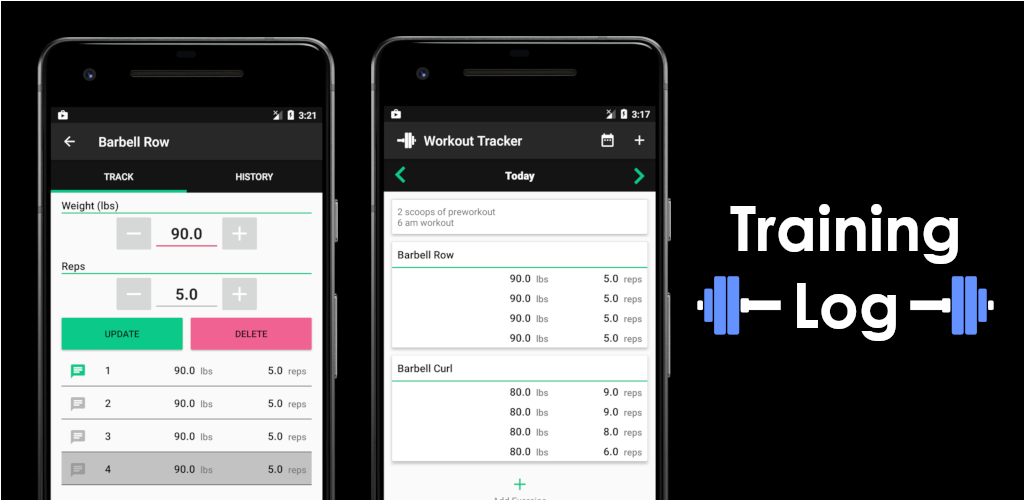 3:21
Barbell Row
TRACK HISTORY
Weight (lbs)
90.0
Reps
5.0
UPDATE DELETE
1 90.0 lbs 5.0 reps
2 90.0 lbs 5.0 reps
3 90.0 lbs 5.0 reps
4 90.0 lbs 5.0 reps
3:17
Workout Tracker
Today
2 scoops of preworkout
6 am workout
Barbell Row
90.0 lbs 5.0 reps
90.0 lbs 5.0 reps
90.0 lbs 5.0 reps
90.0 lbs 5.0 reps
Barbell Curl
80.0 lbs 9.0 reps
80.0 lbs 9.0 reps
80.0 lbs 8.0 reps
80.0 lbs 6.0 reps
Training
Log